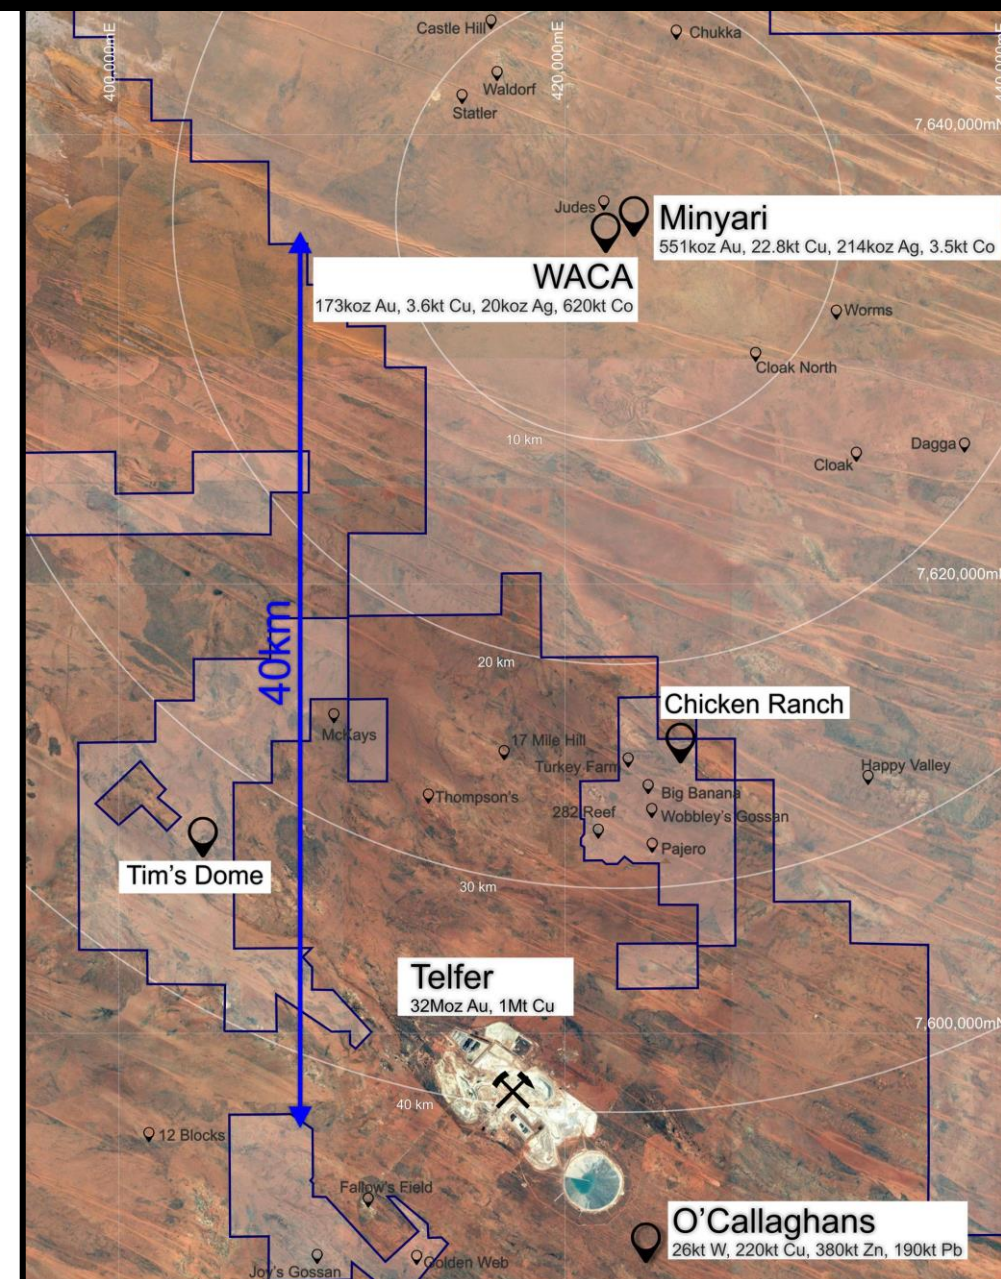 400,000mE
420,000mE
Castle Hill
Chukka
Waldorf
Statler
7,640,000mN
Judes
Minyari
551koz Au, 22.8kt Cu, 214koz Ag, 3.5kt Co
WACA
173koz Au, 3.6kt Cu, 20koz Ag, 620kt Co
Worms
Cloak North
10 km
Dagga
Cloak
7,620,000m
40km
20 km
Chicken Ranch
McKays
17 Mile Hill
Turkey Farm
Happy Valley
Big Banana
Thompson's
282 Reef
Wobbley's Gossan
Pajero
Tim's Dome
30 km
Telfer
32Moz Au, 1Mt Cu
7,600,000mN
40 km
12 Blocks
Fallow's Field
O'Callaghans
26kt W, 220kt Cu, 380kt Zn, 190kt Pb
Joy's Gossan
Golden Web